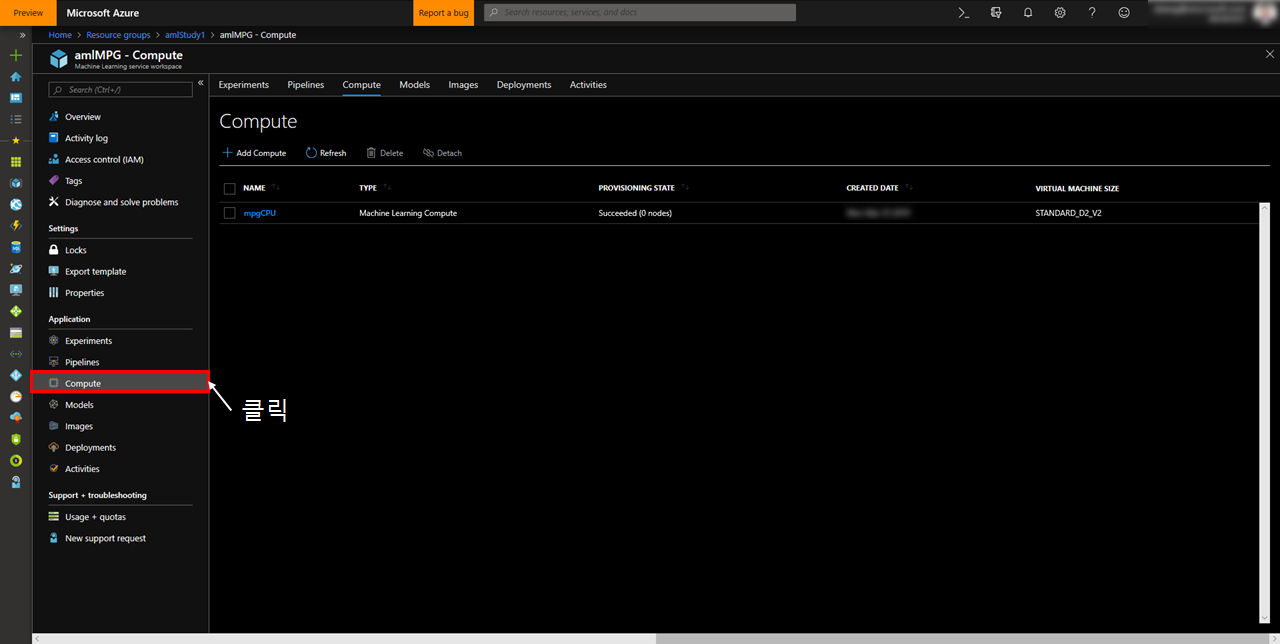 Preview
Microsoft Azure
Report a bug
Search resources, services, and docs
Home > Resource groups > amlStudy1 > amlMPG - Compute
amlMPG - Compute
Machine Learning service workspace
Search (Ctrl+/)
Overview
Activity log
Access control (IAM)
Tags
Diagnose and solve problems
Settings
Locks
Export template
Properties
Application
Experiments
Pipelines
Compute
Models
Images
Deployments
Activities
Support + troubleshooting
Usage + quotas
New support request
클릭
Experiments Pipelines Compute Models Images Deployments Activities
Compute
Add Compute Refresh Delete Detach
NAME TYPE PROVISIONING STATE CREATED DATE VIRTUAL MACHINE SIZE
mpgCPU Machine Learning Compute Succeeded (0 nodes) STANDARD_D2_V2